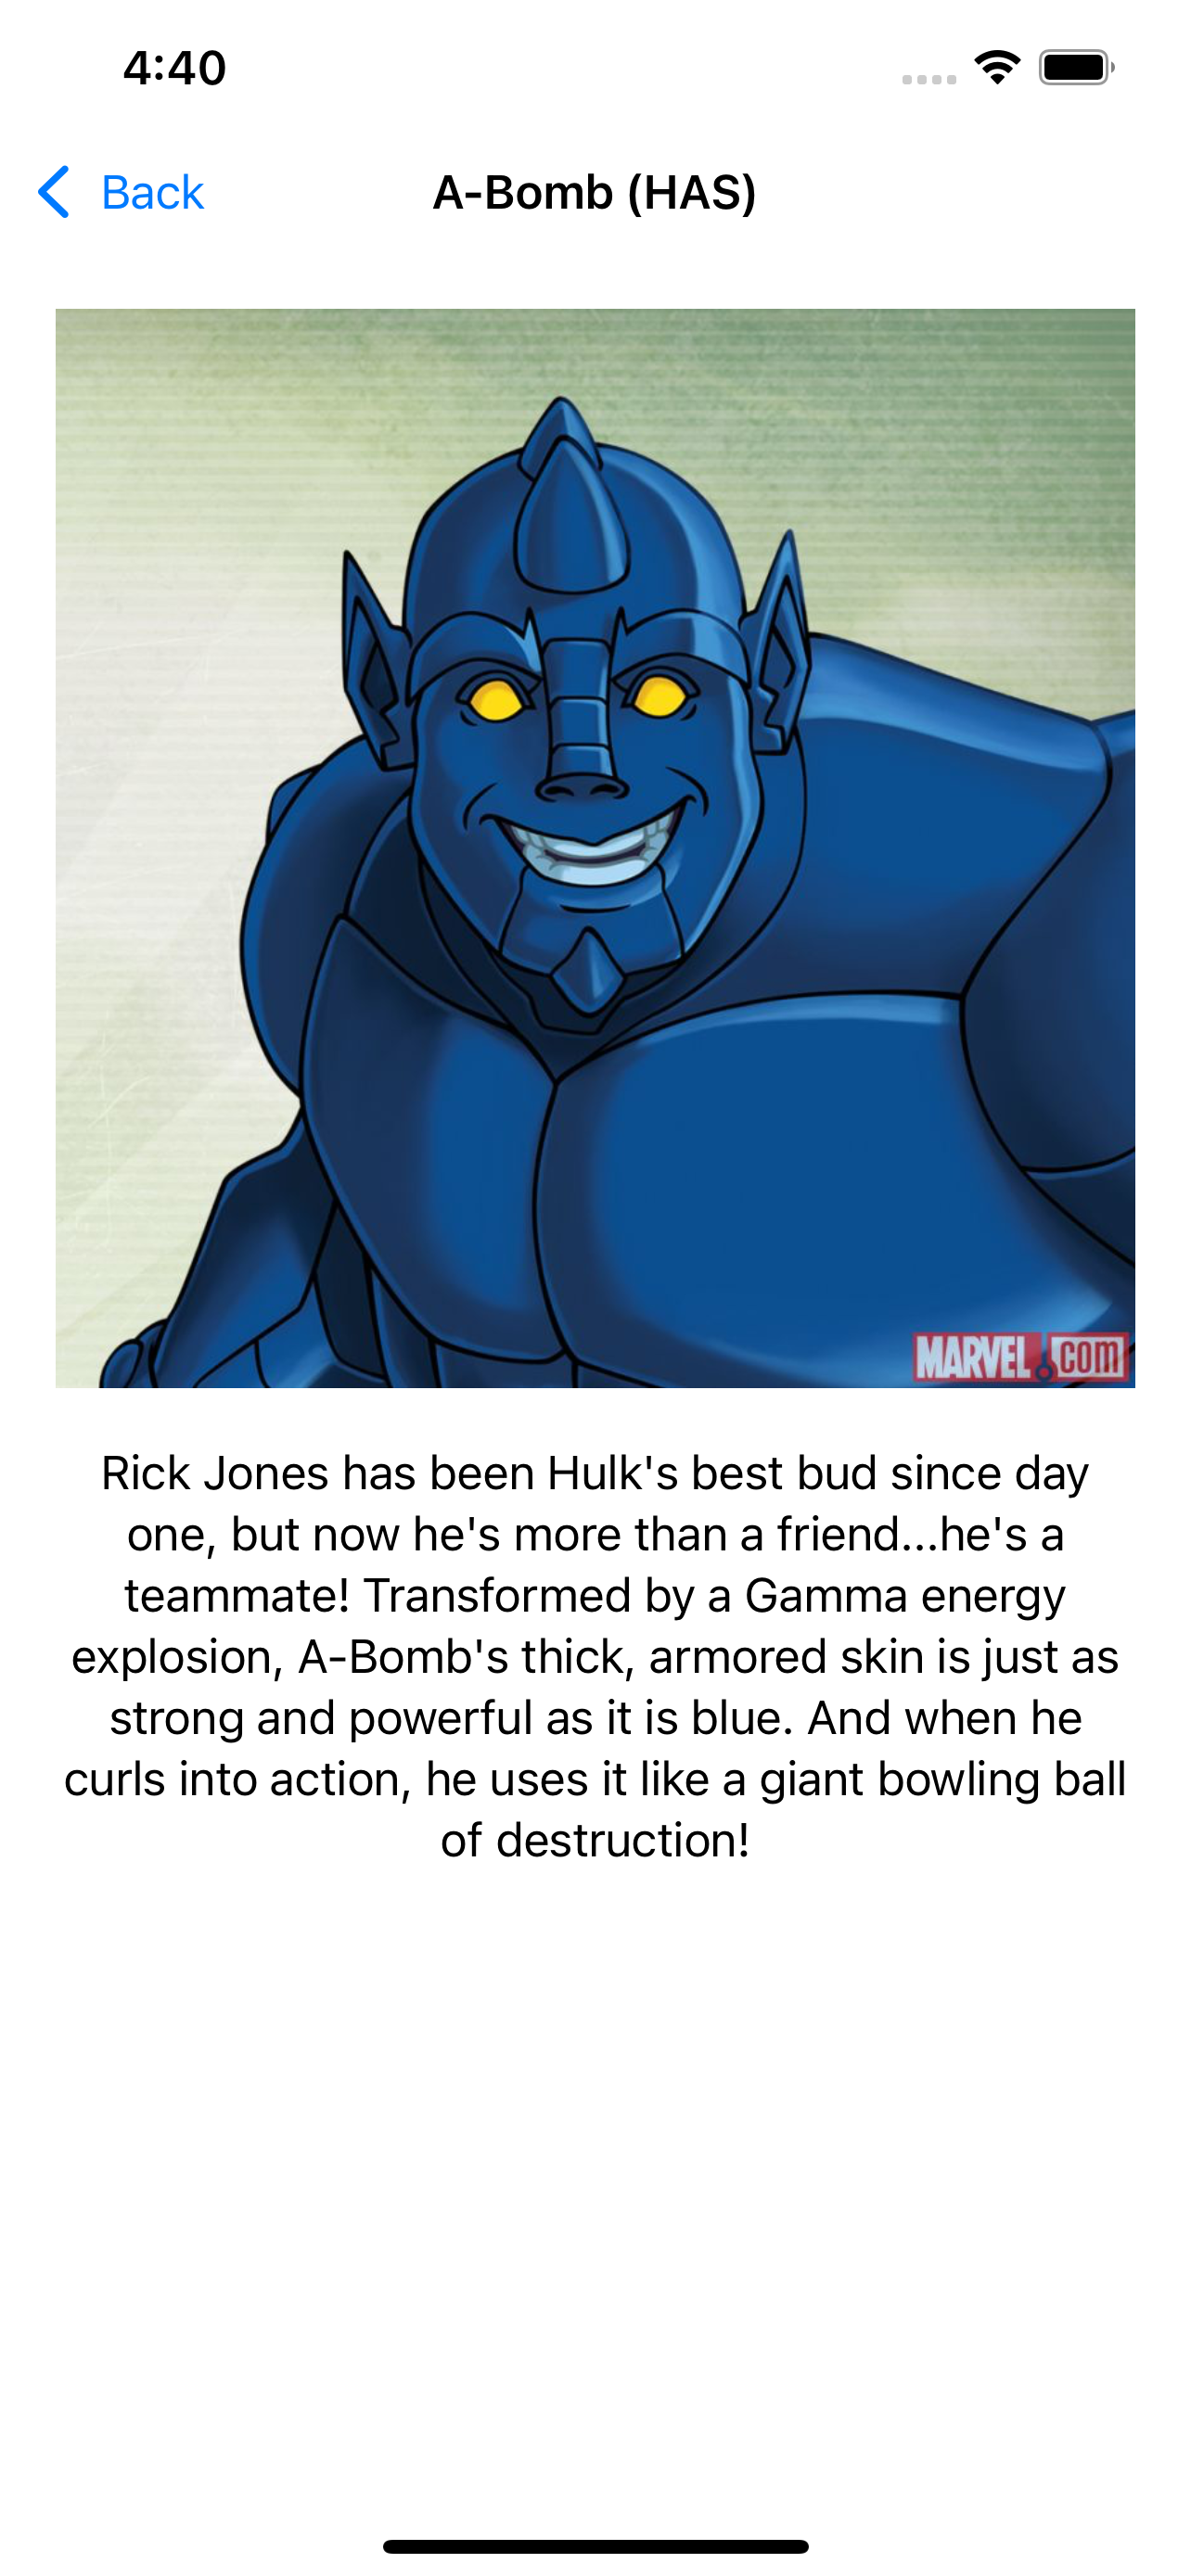 4:40
Back
A-Bomb (HAS)
MARVEL.com
Rick Jones has been Hulk's best bud since day
one, but now he's more than a friend...he's a
teammate! Transformed by a Gamma energy
explosion, A-Bomb's thick, armored skin is just as
strong and powerful as it is blue. And when he
curls into action, he uses it like a giant bowling ball
of destruction!